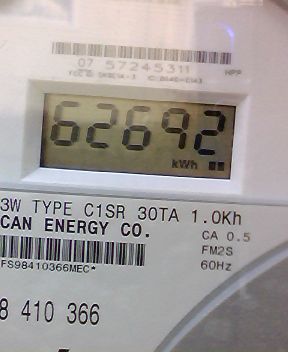 07 57245311
NPP
62692
kWh
3W TYPE C1SR 30TA 1.0Kh
CAN ENERGY CO.
CA 0.5
FM2S
60Hz
FS98410366MEC*
8 410 366